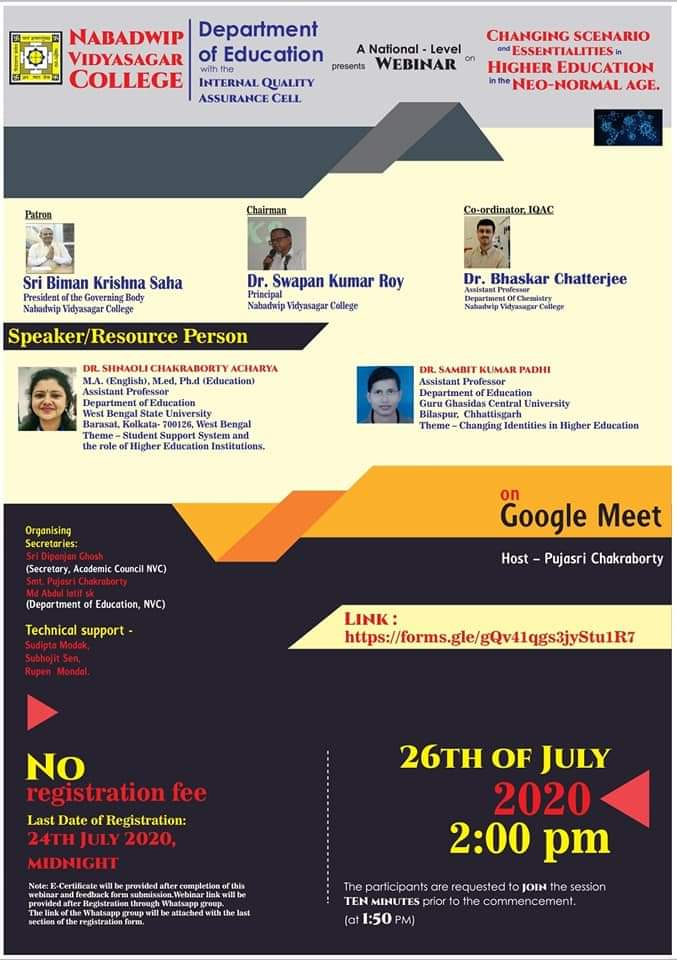 NABADWIP
VIDYASAGAR
COLLEGE
Department
of Education
with the
INTERNAL QUALITY
ASSURANCE CELL
A National - Level
presents WEBINAR on
CHANGING SCENARIO
and ESSENTIALITIES in
HIGHER EDUCATION
in the NEO-NORMAL AGE.
Patron
Sri Biman Krishna Saha
President of the Governing Body
Nabadwip Vidyasagar College
Chairman
Dr. Swapan Kumar Roy
Principal
Nabadwip Vidyasagar College
Co-ordinator, IQAC
Dr. Bhaskar Chatterjee
Assistant Professor
Department Of Chemistry
Nabadwip Vidyasagar College
Speaker/Resource Person
DR. SHNAOLI CHAKRABORTY ACHARYA
M.A. (English), M.ed, Ph.d (Education)
Assistant Professor
Department of Education
West Bengal State University
Barasat, Kolkata- 700126, West Bengal
Theme – Student Support System and
the role of Higher Education Institutions.
DR. SAMBIT KUMAR PADHI
Assistant Professor
Department of Education
Guru Ghasidas Central University
Bilaspur, Chhattisgarh
Theme – Changing Identities in Higher Education
on
Google Meet
Host – Pujasri Chakraborty
Organising
Secretaries:
Sri Dipanjan Ghosh
(Secretary, Academic Council NVC)
Smt. Pujasri Chakraborty
Md Abdul latif sk
(Department of Education, NVC)
Technical support -
Sudipta Modak,
Subhojit Sen,
Rupen Mondal.
LINK :
https://forms.gle/gQv41qgs3jyStu1R7
NO
registration fee
Last Date of Registration:
24TH JULY 2020,
MIDNIGHT
Note: E-Certificate will be provided after completion of this
webinar and feedback form submission.Webinar link will be
provided after Registration through Whatsapp group.
The link of the Whatsapp group will be attached with the last
section of the registration form.
26TH OF JULY
2020
2:00 pm
The participants are requested to JOIN the session
TEN MINUTES prior to the commencement.
(at 1:50 PM)